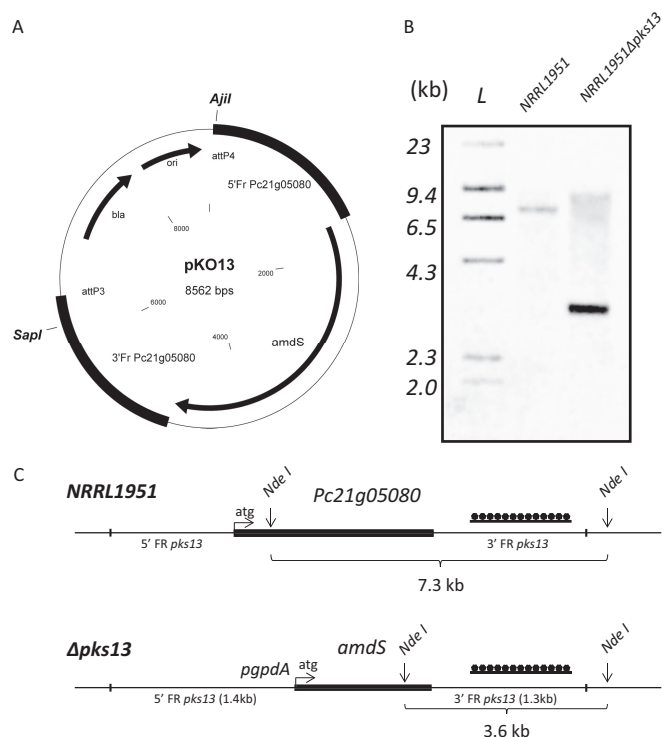 A
AjiI
ori
attP4
5'Fr Pc21g05080
bla
8000
pKO13
8562 bps
2000
attP3
6000
4000
SapI
3'Fr Pc21g05080
amdS
B
(kb)
L
NRRL1951
NRRL1951Δpks13
23
9.4
6.5
4.3
2.3
2.0
C
NRRL1951
atg
Nde I
Pc21g05080
Nde I
5' FR pks13
3' FR pks13
7.3 kb
Δpks13
pgpdA
atg
amdS
Nde I
Nde I
5' FR pks13 (1.4kb)
3' FR pks13 (1.3kb)
3.6 kb